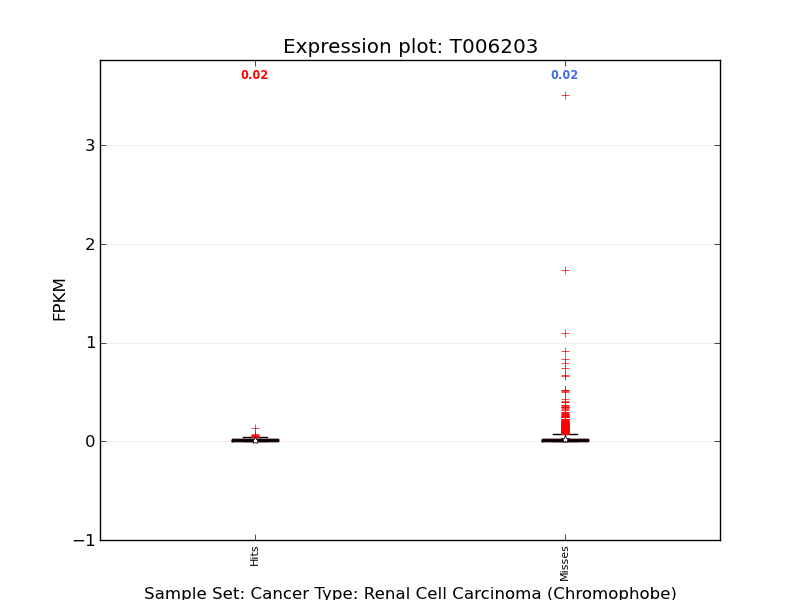 Expression plot: T006203
0.02
0.02
3
2
1
0
−1
FPKM
Hits
Misses
Sample Set: Cancer Type: Renal Cell Carcinoma (Chromophobe)